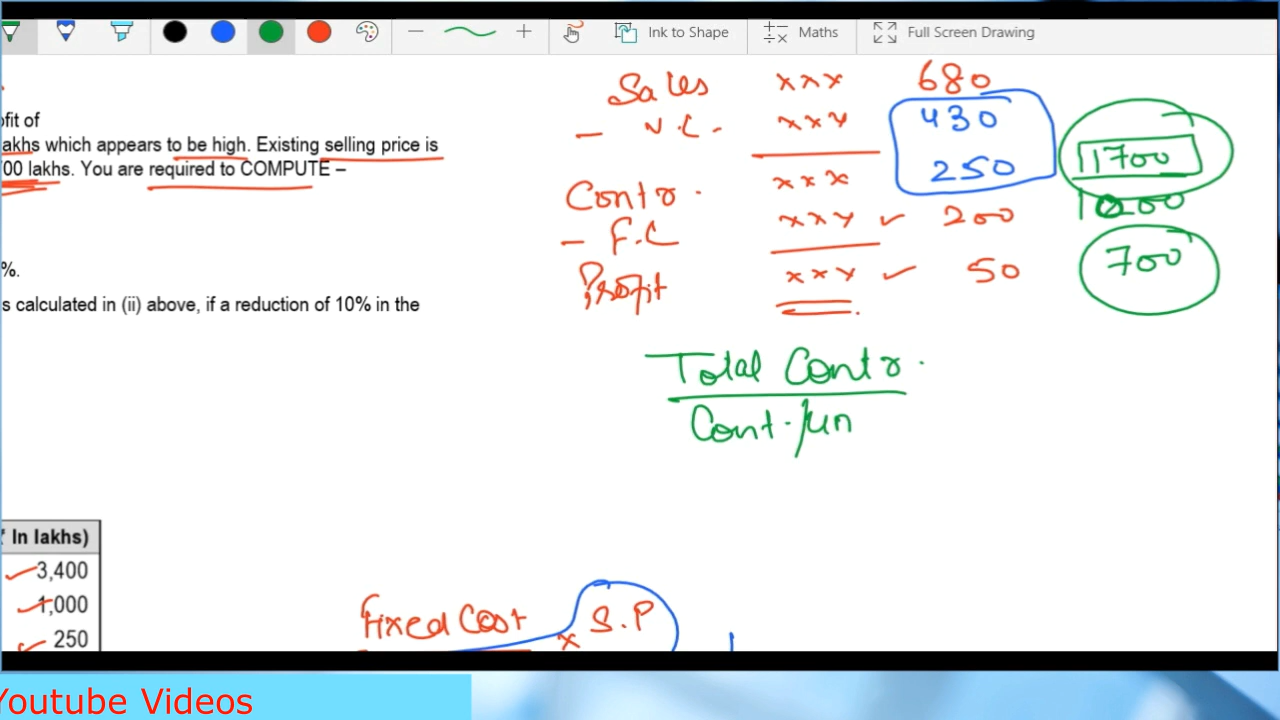 Ink to Shape Maths Full Screen Drawing
Sales xxx 680
ofit of
- V.C. xxx 430
akhs which appears to be high. Existing selling price is
11700
00 lakhs. You are required to COMPUTE –
Contr. xxx 250
10200
- F.C xxx 200
%.
Profit xxx 50 700
s calculated in (ii) above, if a reduction of 10% in the
Total Contr.
Cont./un
In lakhs)
3,400
1,000
Fixed Cost x S.P
250
Youtube Videos